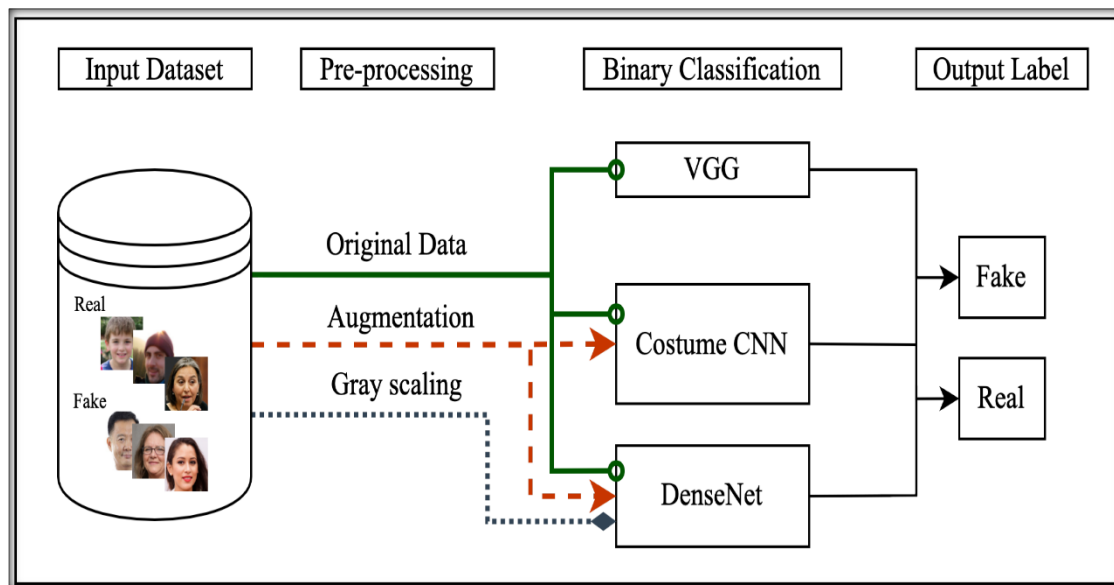 Input Dataset
Pre-processing
Binary Classification
Output Label
VGG
Original Data
Fake
Real
Augmentation
Costume CNN
Gray scaling
Fake
Real
DenseNet